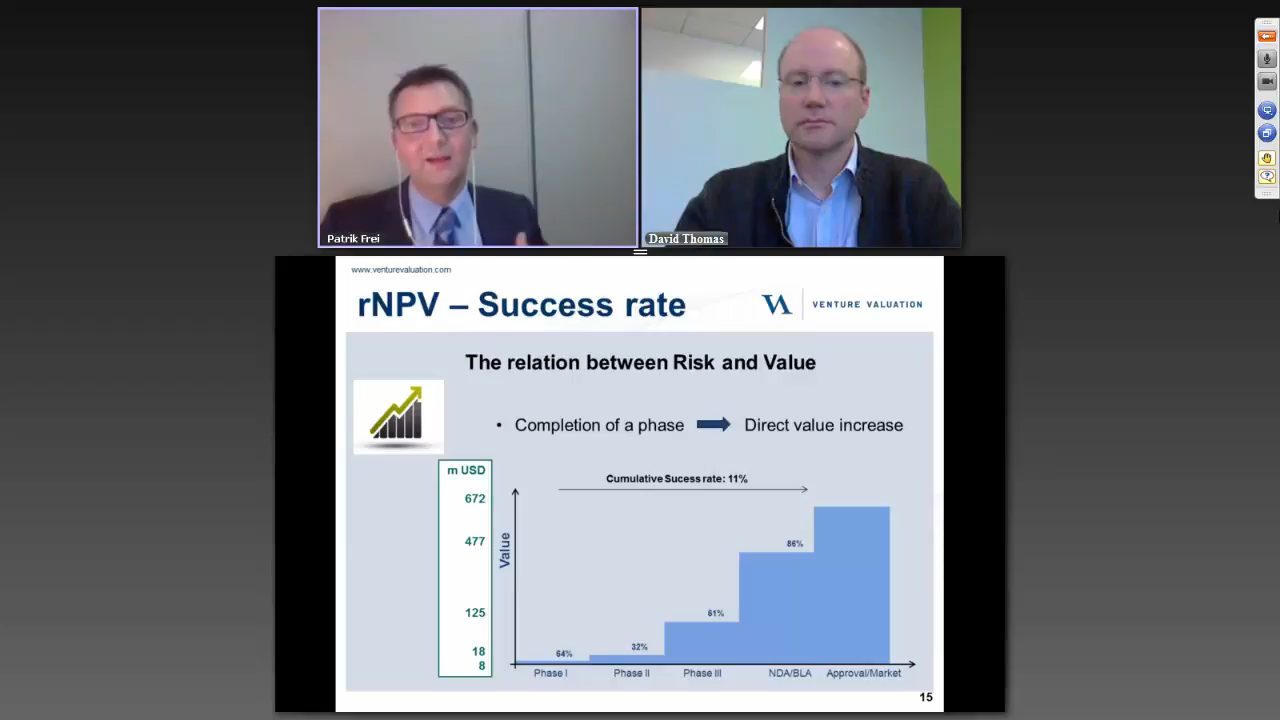 Patrik Frei
David Thomas
www.venturevaluation.com
rNPV – Success rate
VENTURE VALUATION
The relation between Risk and Value
• Completion of a phase
Direct value increase
m USD
672
477
125
18
8
Cumulative Sucess rate: 11%
Value
64%
32%
61%
86%
Phase I
Phase II
Phase III
NDA/BLA
Approval/Market
15